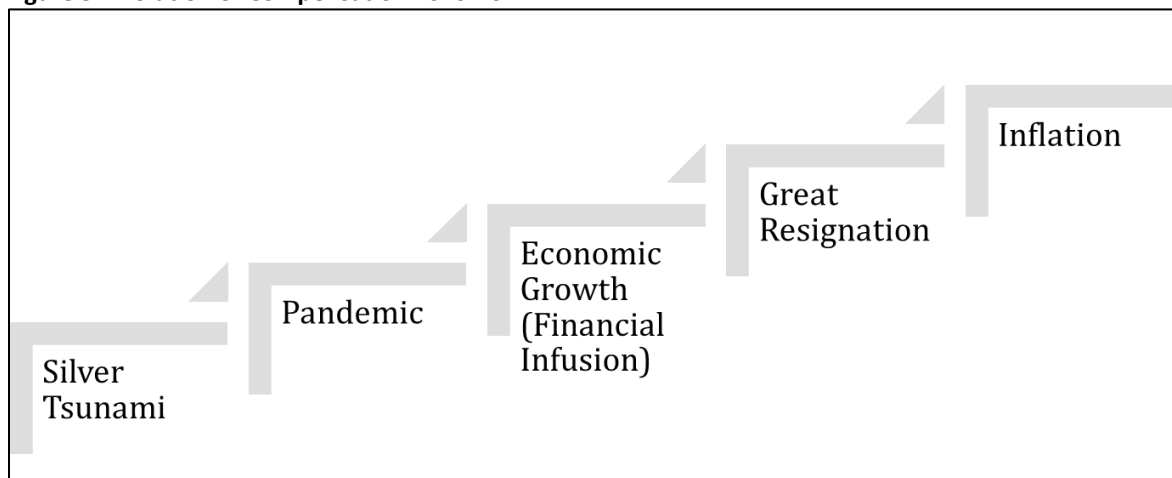 Silver
Tsunami
Pandemic
Economic
Growth
(Financial
Infusion)
Great
Resignation
Inflation